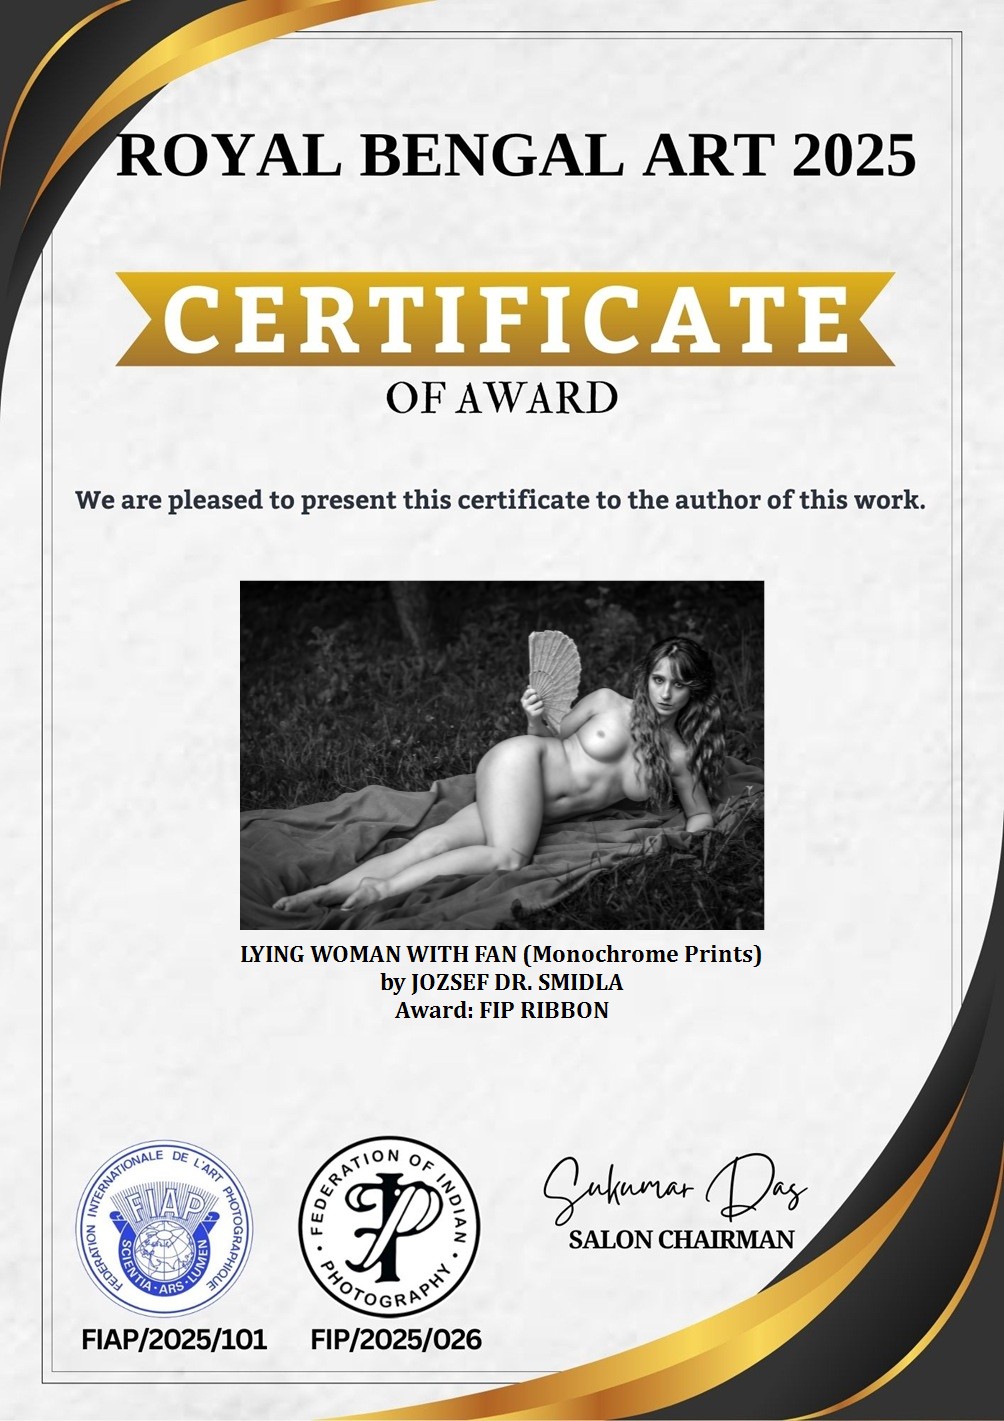 ROYAL BENGAL ART 2025
CERTIFICATE
OF AWARD
We are pleased to present this certificate to the author of this work.
LYING WOMAN WITH FAN (Monochrome Prints)
by JOZSEF DR. SMIDLA
Award: FIP RIBBON
FEDERATION INTERNATIONALE DE L'ART PHOTOGRAPHIQUE
FIAP
SCIENTIA - ARS - LUMEN
FIAP/2025/101
FEDERATION OF INDIAN PHOTOGRAPHY
FIP
FIP/2025/026
Sukumar Das
SALON CHAIRMAN